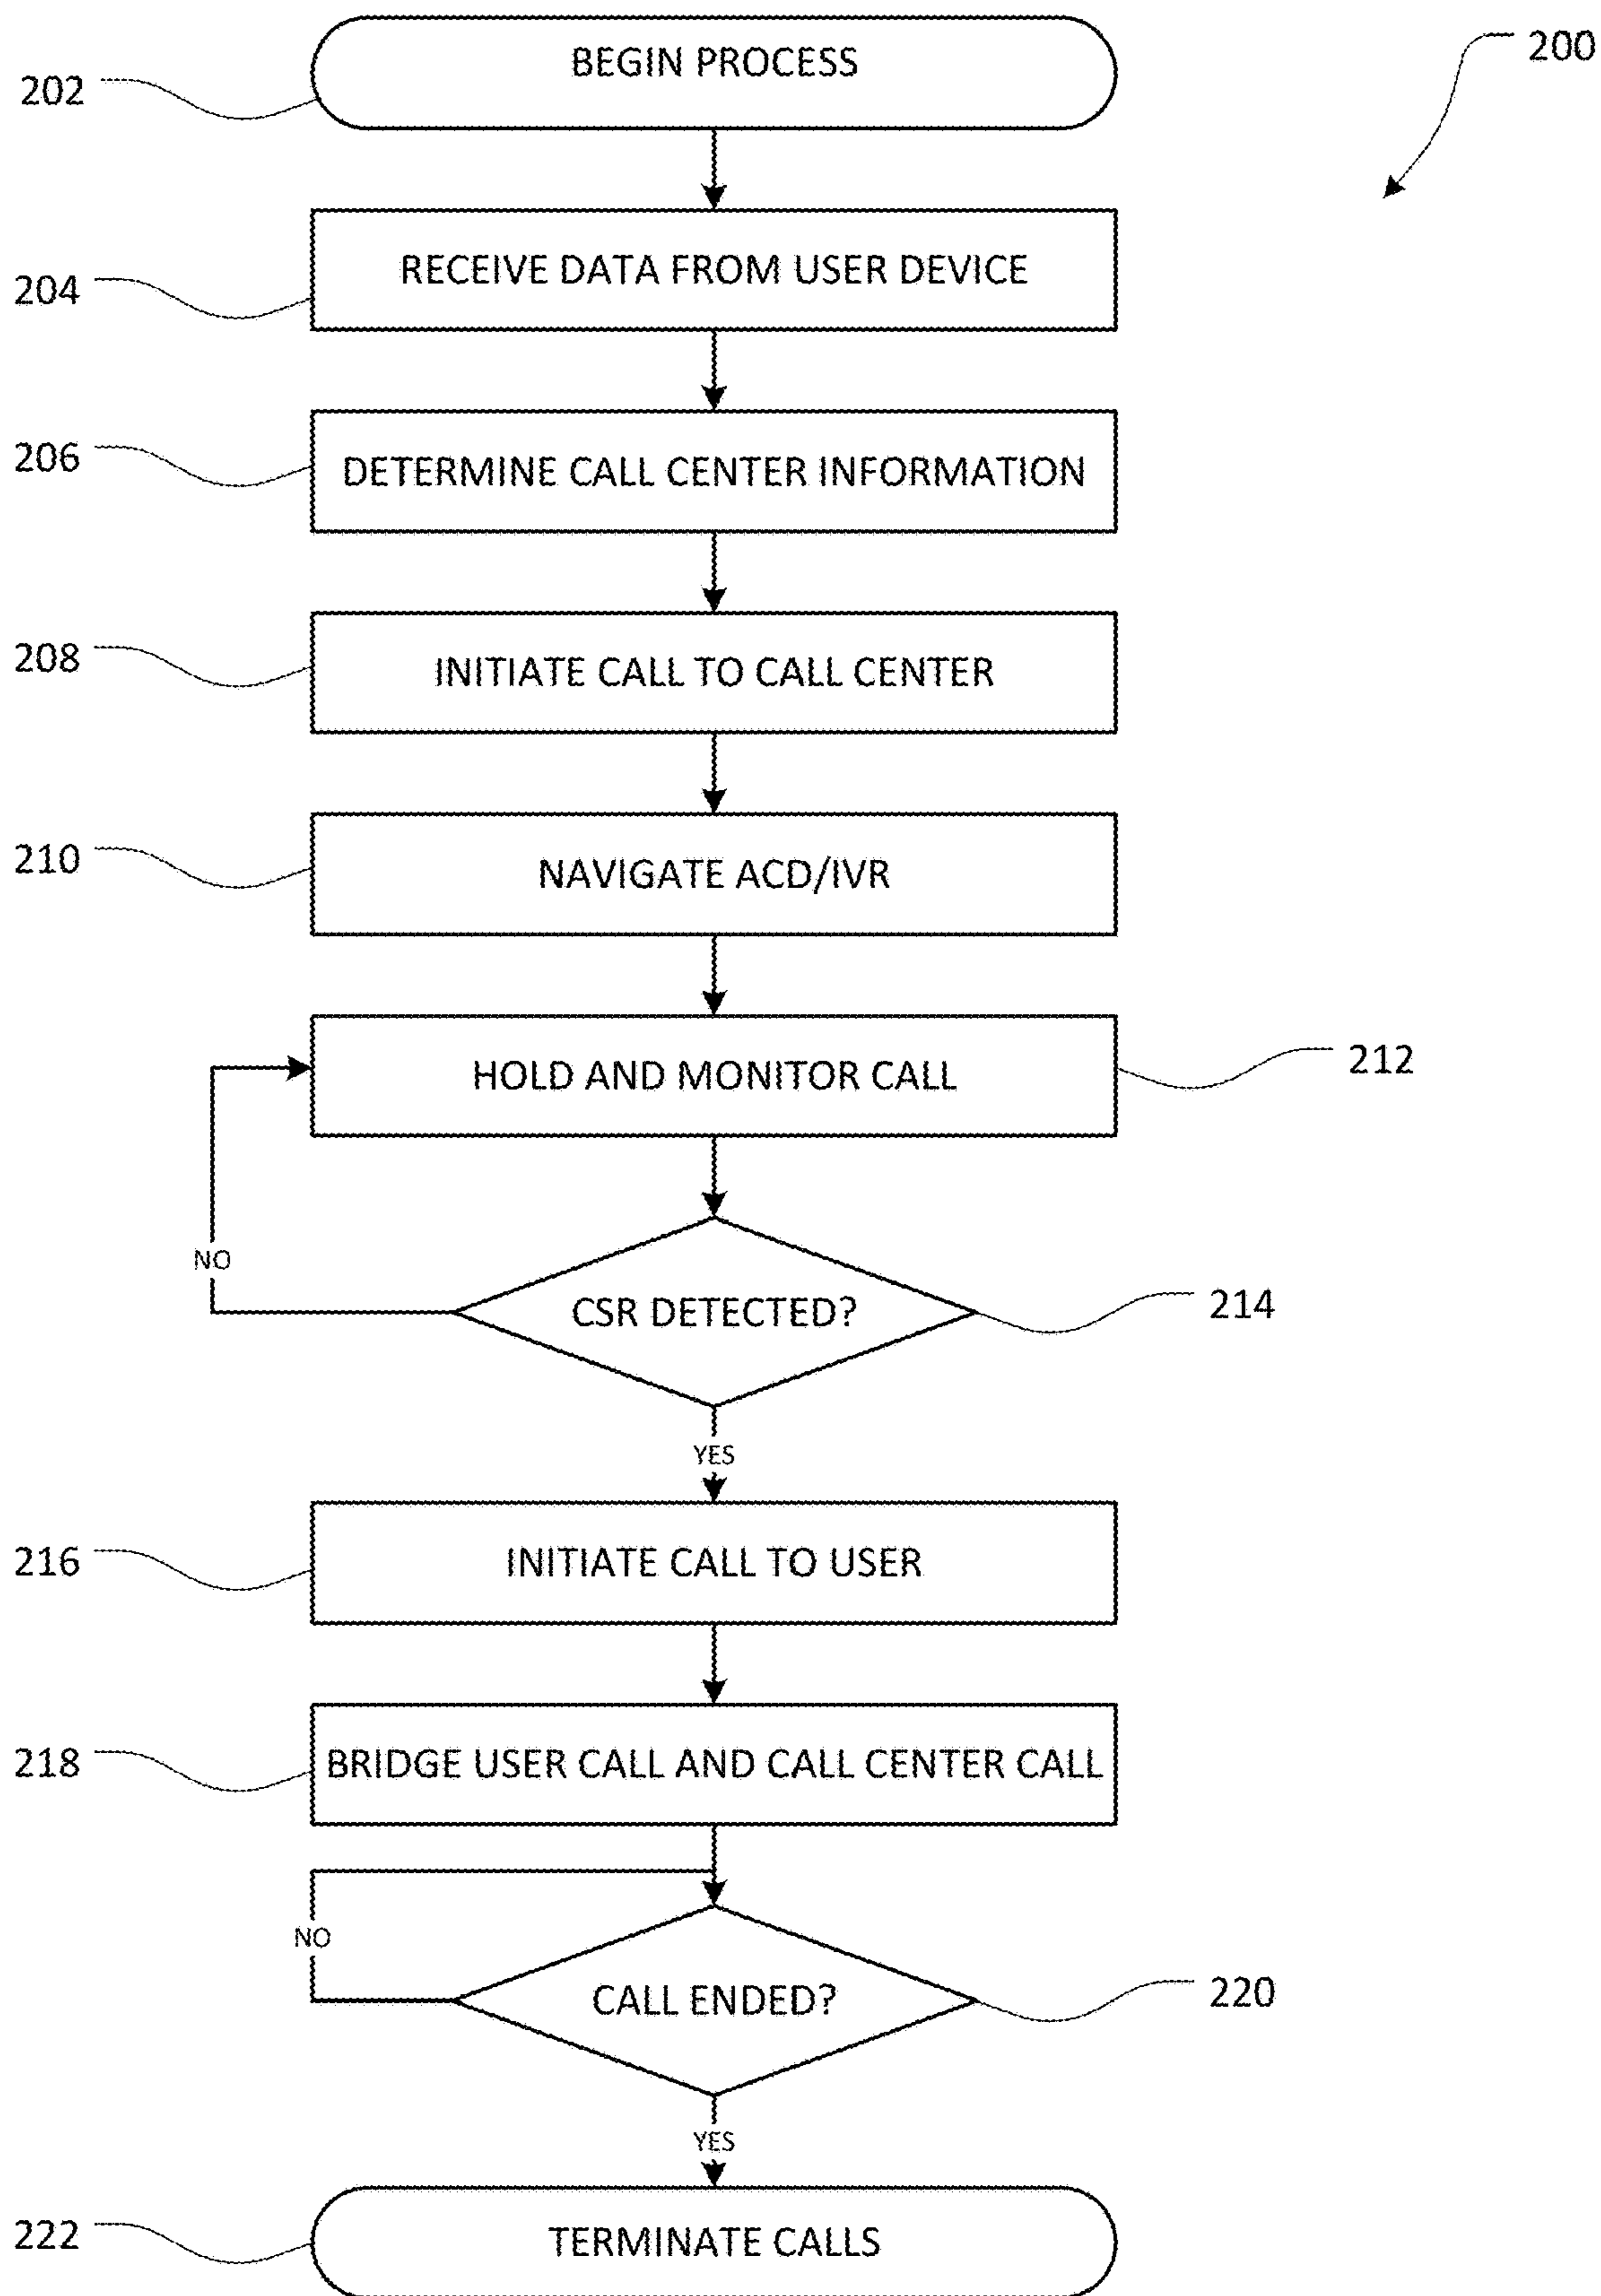 200
202
BEGIN PROCESS
204
RECEIVE DATA FROM USER DEVICE
206
DETERMINE CALL CENTER INFORMATION
208
INITIATE CALL TO CALL CENTER
210
NAVIGATE ACD/IVR
HOLD AND MONITOR CALL
212
NO
CSR DETECTED?
214
YES
216
INITIATE CALL TO USER
218
BRIDGE USER CALL AND CALL CENTER CALL
NO
CALL ENDED?
220
YES
222
TERMINATE CALLS